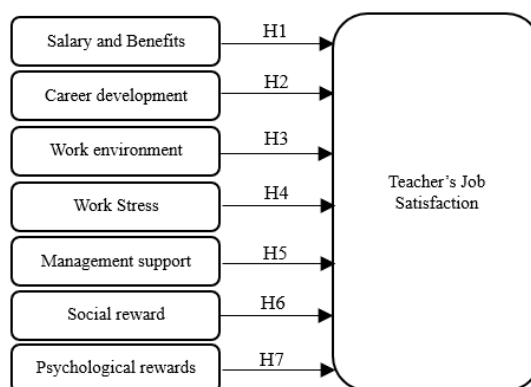 Salary and Benefits
H1
Career development
H2
Work environment
H3
Work Stress
H4
Management support
H5
Social reward
H6
Psychological rewards
H7
Teacher’s Job
Satisfaction